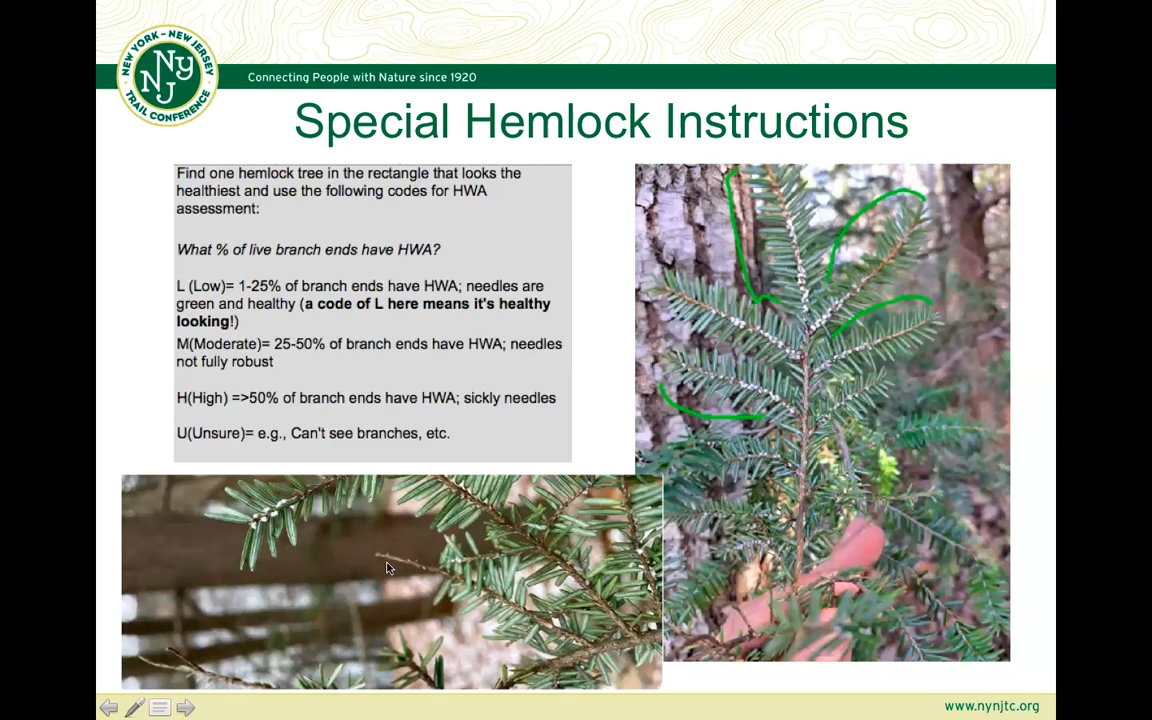 NEW YORK - NEW JERSEY
NY
NJ
TRAIL CONFERENCE
Connecting People with Nature since 1920
Special Hemlock Instructions
Find one hemlock tree in the rectangle that looks the
healthiest and use the following codes for HWA
assessment:
What % of live branch ends have HWA?
L (Low)= 1-25% of branch ends have HWA; needles are
green and healthy (a code of L here means it's healthy
looking!)
M(Moderate)= 25-50% of branch ends have HWA; needles
not fully robust
H(High) =>50% of branch ends have HWA; sickly needles
U(Unsure)= e.g., Can't see branches, etc.
www.nynjtc.org